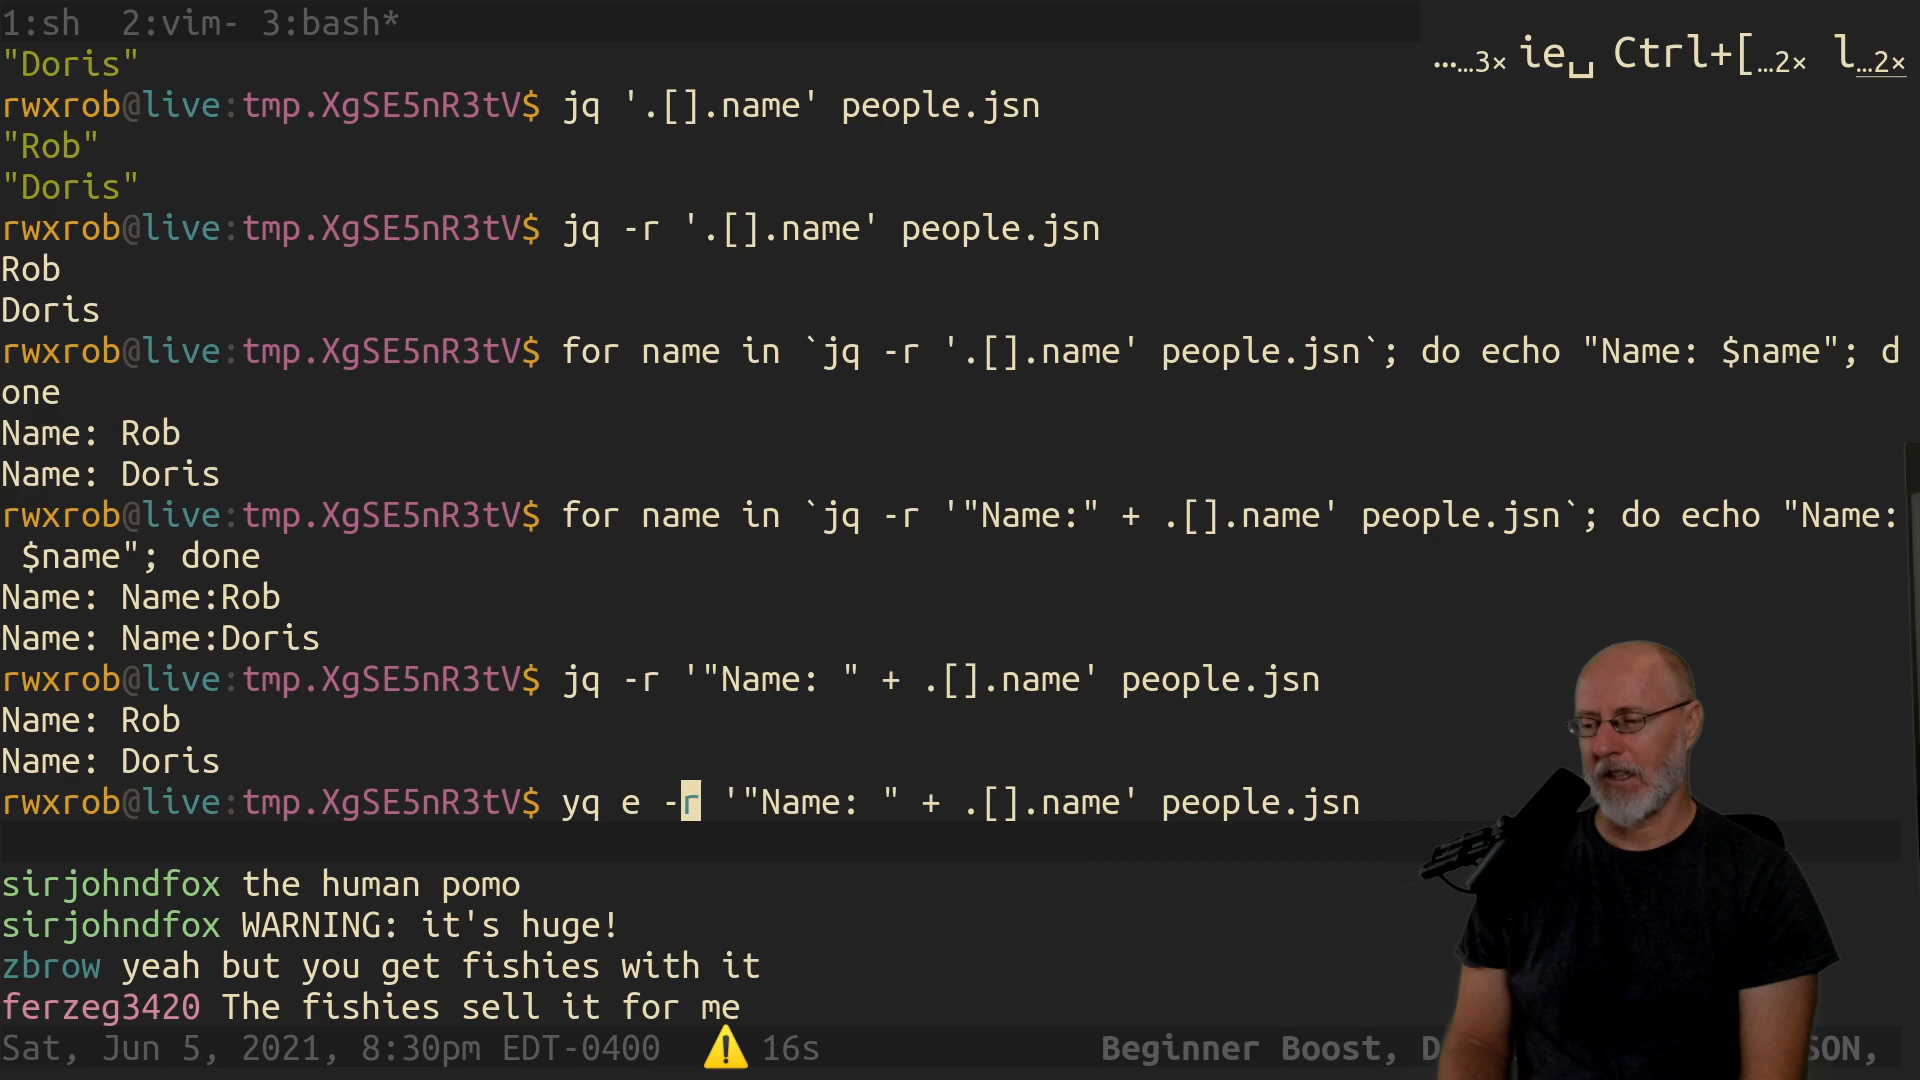 1:sh  2:vim- 3:bash*
……3× ie␣ Ctrl+[…2× l…2×
"Doris"
rwxrob@live:tmp.XgSE5nR3tV$ jq '.[].name' people.jsn
"Rob"
"Doris"
rwxrob@live:tmp.XgSE5nR3tV$ jq -r '.[].name' people.jsn
Rob
Doris
rwxrob@live:tmp.XgSE5nR3tV$ for name in `jq -r '.[].name' people.jsn`; do echo "Name: $name"; d
one
Name: Rob
Name: Doris
rwxrob@live:tmp.XgSE5nR3tV$ for name in `jq -r '"Name:" + .[].name' people.jsn`; do echo "Name:
 $name"; done
Name: Name:Rob
Name: Name:Doris
rwxrob@live:tmp.XgSE5nR3tV$ jq -r '"Name: " + .[].name' people.jsn
Name: Rob
Name: Doris
rwxrob@live:tmp.XgSE5nR3tV$ yq e -r '"Name: " + .[].name' people.jsn
sirjohndfox the human pomo
sirjohndfox WARNING: it's huge!
zbrow yeah but you get fishies with it
ferzeg3420 The fishies sell it for me
Sat, Jun 5, 2021, 8:30pm EDT-0400 ⚠ 16s Beginner Boost, D SON,